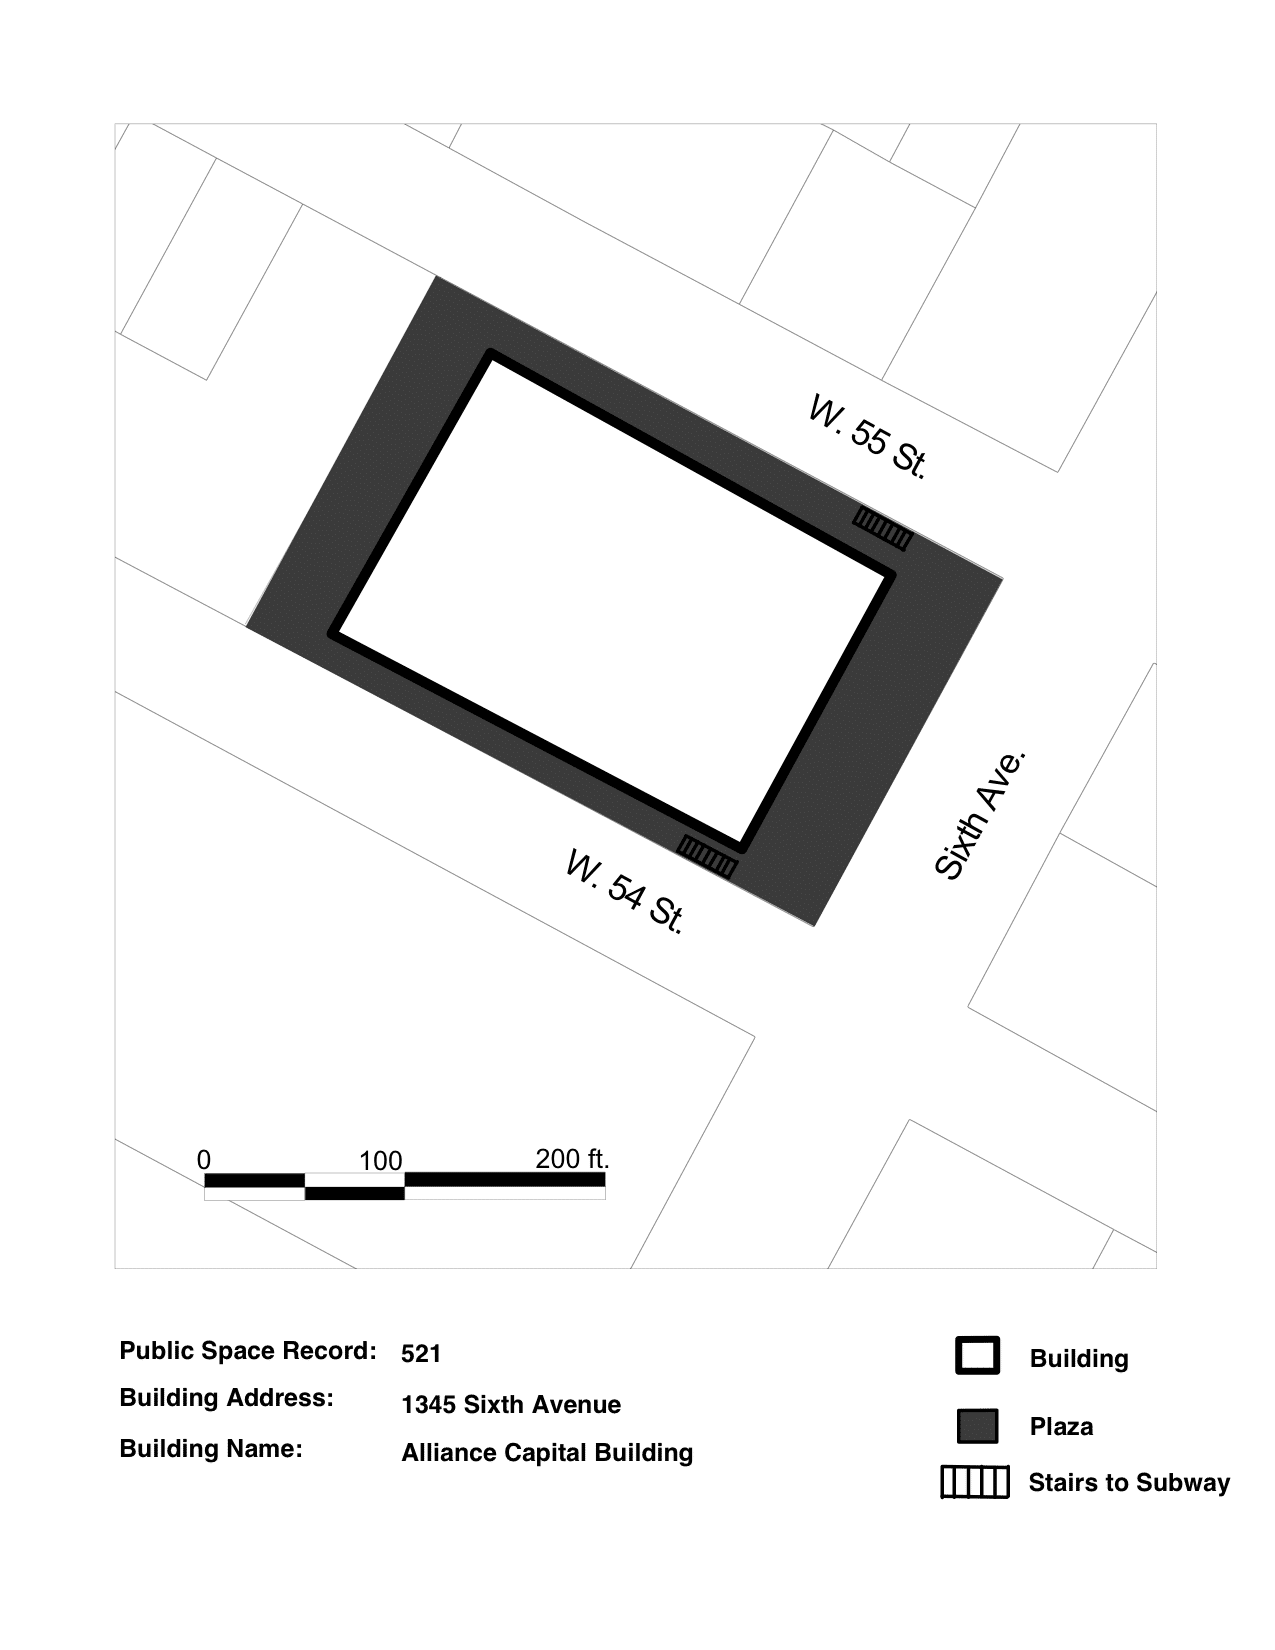 W. 55 St.
Sixth Ave.
W. 54 St.
0 100 200 ft.
Public Space Record: 521
Building Address: 1345 Sixth Avenue
Building Name: Alliance Capital Building
Building
Plaza
Stairs to Subway